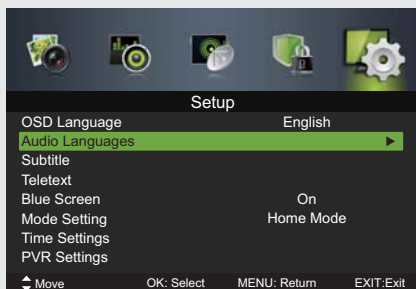 Setup
OSD Language English
Audio Languages
Subtitle
Teletext
Blue Screen On
Mode Setting Home Mode
Time Settings
PVR Settings
Move OK: Select MENU: Return EXIT:Exit